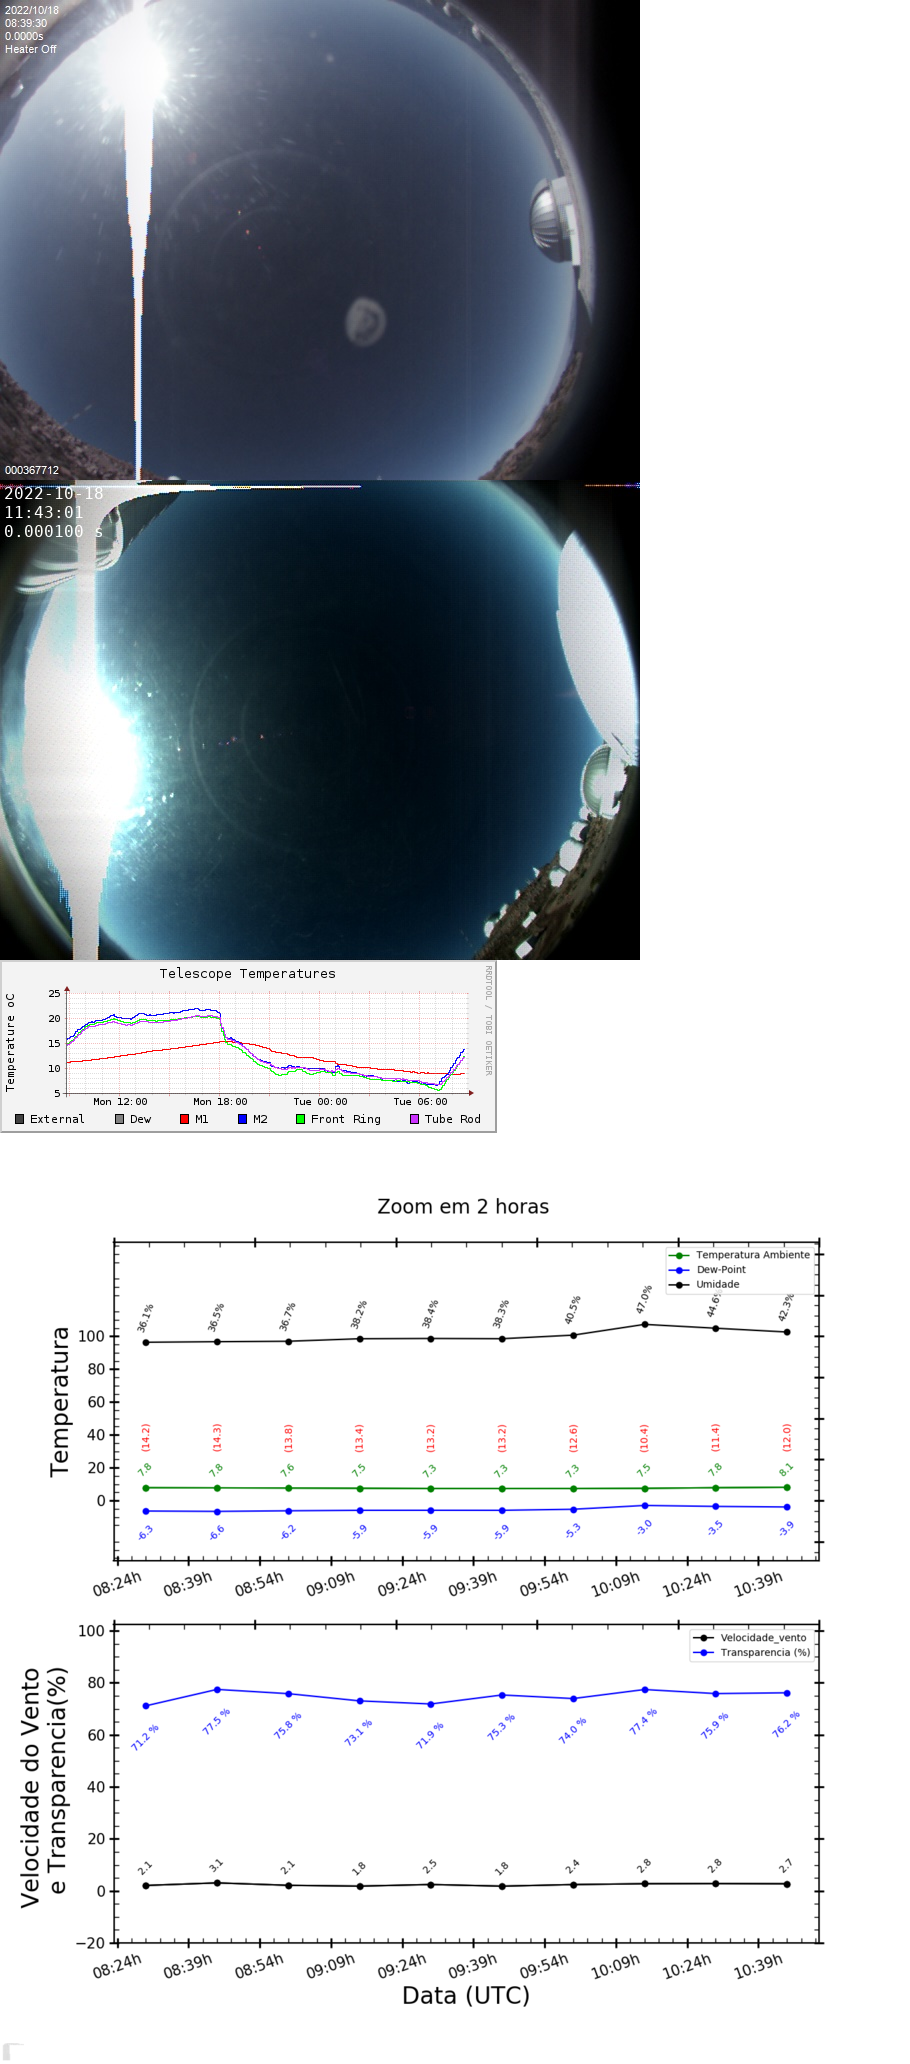 2022/10/18
08:39:30
0.0000s
Heater Off
000367712
2022-10-18
11:43:01
0.000100 s
Telescope Temperatures
Temperature oC
RRDTOOL / TOBI OETIKER
25
20
15
10
5
Mon 12:00 Mon 18:00 Tue 00:00 Tue 06:00
External Dew M1 M2 Front Ring Tube Rod
Zoom em 2 horas
Temperatura Ambiente
Dew-Point
Umidade
36.1% 36.5% 36.7% 38.2% 38.4% 38.3% 40.5% 47.0% 44.6% 42.3%
Temperatura
100
80
60
40
20
0
(14.2) (14.3) (13.8) (13.4) (13.2) (13.2) (12.6) (10.4) (11.4) (12.0)
7.8 7.8 7.6 7.5 7.3 7.3 7.3 7.5 7.8 8.1
-6.3 -6.6 -6.2 -5.9 -5.9 -5.9 -5.3 -3.0 -3.5 -3.9
08:24h 08:39h 08:54h 09:09h 09:24h 09:39h 09:54h 10:09h 10:24h 10:39h
Velocidade_vento
Transparencia (%)
Velocidade do Vento
e Transparencia(%)
100
80
60
40
20
0
−20
71.2 % 77.5 % 75.8 % 73.1 % 71.9 % 75.3 % 74.0 % 77.4 % 75.9 % 76.2 %
2.1 3.1 2.1 1.8 2.5 1.8 2.4 2.8 2.8 2.7
08:24h 08:39h 08:54h 09:09h 09:24h 09:39h 09:54h 10:09h 10:24h 10:39h
Data (UTC)